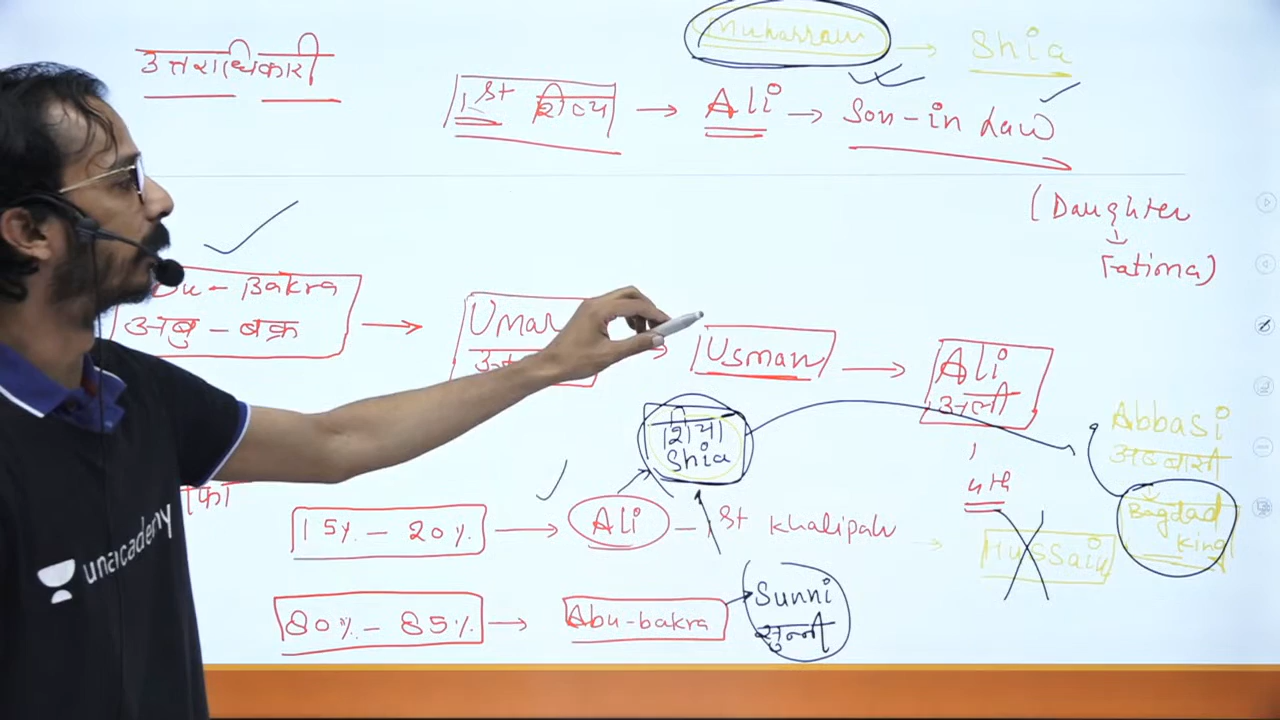 Muharram → Shia
उत्तराधिकारी
1st शिष्य → Ali → Son-in Law
(Daughter
↓
Fatima)
Bakra → Umar → Usman → Ali
अबु-बक्र
अली
4th
शिया
Shia
Abbasi
अब्बासी
Bagdad
King
15% - 20% → Ali - 1st Khalipah → Hussain
80% - 85% → Abu-bakra → Sunni
सुन्नी
unacademy